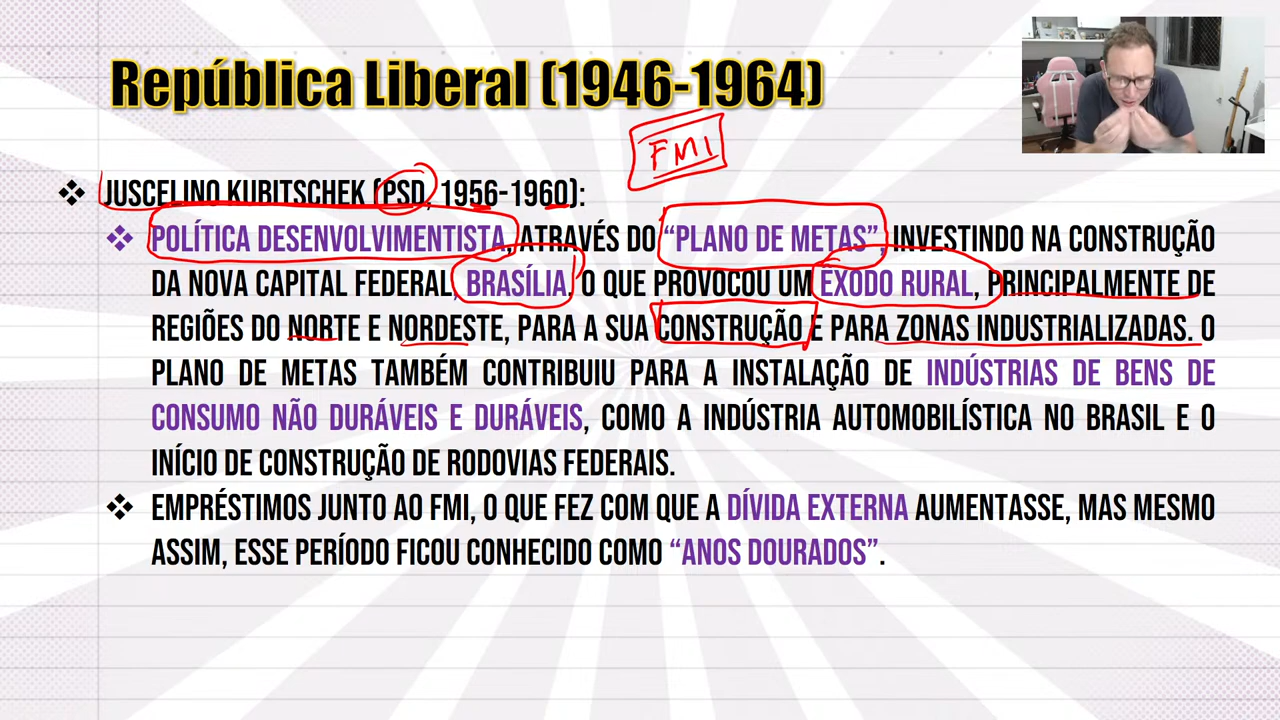 República Liberal (1946-1964)
FMI
JUSCELINO KUBITSCHEK (PSD, 1956-1960):
POLÍTICA DESENVOLVIMENTISTA, ATRAVÉS DO “PLANO DE METAS”, INVESTINDO NA CONSTRUÇÃO
DA NOVA CAPITAL FEDERAL, BRASÍLIA. O QUE PROVOCOU UM ÊXODO RURAL, PRINCIPALMENTE DE
REGIÕES DO NORTE E NORDESTE, PARA A SUA CONSTRUÇÃO E PARA ZONAS INDUSTRIALIZADAS. O
PLANO DE METAS TAMBÉM CONTRIBUIU PARA A INSTALAÇÃO DE INDÚSTRIAS DE BENS DE
CONSUMO NÃO DURÁVEIS E DURÁVEIS, COMO A INDÚSTRIA AUTOMOBILÍSTICA NO BRASIL E O
INÍCIO DE CONSTRUÇÃO DE RODOVIAS FEDERAIS.
EMPRÉSTIMOS JUNTO AO FMI, O QUE FEZ COM QUE A DÍVIDA EXTERNA AUMENTASSE, MAS MESMO
ASSIM, ESSE PERÍODO FICOU CONHECIDO COMO “ANOS DOURADOS”.